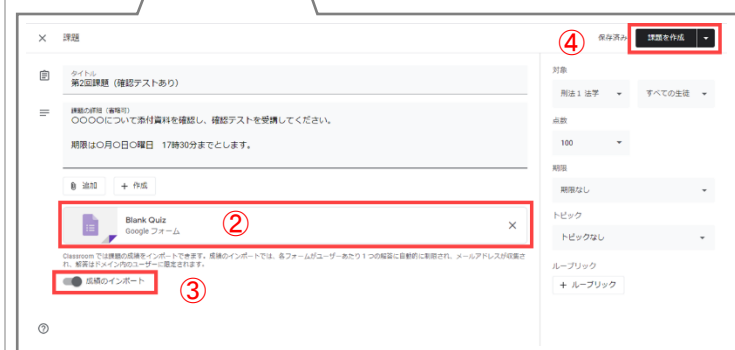 課題
④
保存済み
課題を作成
タイトル
第2回課題（確認テストあり）
課題の詳細（省略可）
〇〇〇〇について添付資料を確認し、確認テストを受講してください。
期限は〇月〇日〇曜日　17時30分までとします。
追加
作成
Blank Quiz
Google フォーム
②
Classroom では課題の成績をインポートできます。成績のインポートでは、各フォームがユーザーあたり 1 つの解答に自動的に制限され、メールアドレスが収集さ
れ、解答はドメイン内のユーザーに限定されます。
成績のインポート
③
対象
刑法１ 法学
すべての生徒
点数
100
期限
期限なし
トピック
トピックなし
ルーブリック
+ ルーブリック